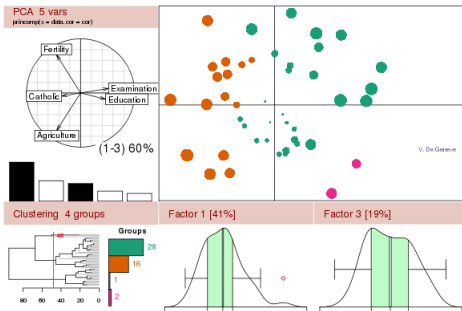 PCA 5 vars
princomp(x = data, cor = cor)
Fertility
Examination
Catholic
Education
Agriculture
(1-3) 60%
V. De Geneve
Clustering 4 groups
Factor 1 [41%]
Factor 3 [19%]
Groups
28
16
1
2
80 60 40 20 0